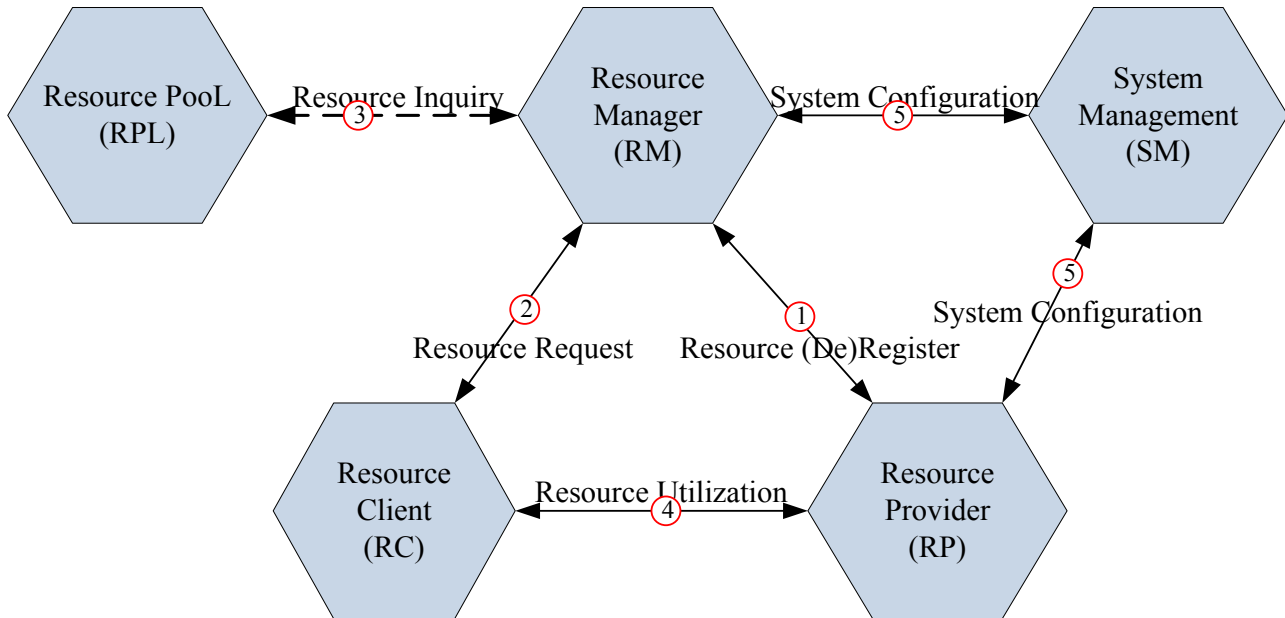 Resource PooL
(RPL)
Resource Inquiry
3
Resource
Manager
(RM)
System Configuration
5
System
Management
(SM)
2
Resource Request
1
Resource (De)Register
5
System Configuration
Resource
Client
(RC)
Resource Utilization
4
Resource
Provider
(RP)